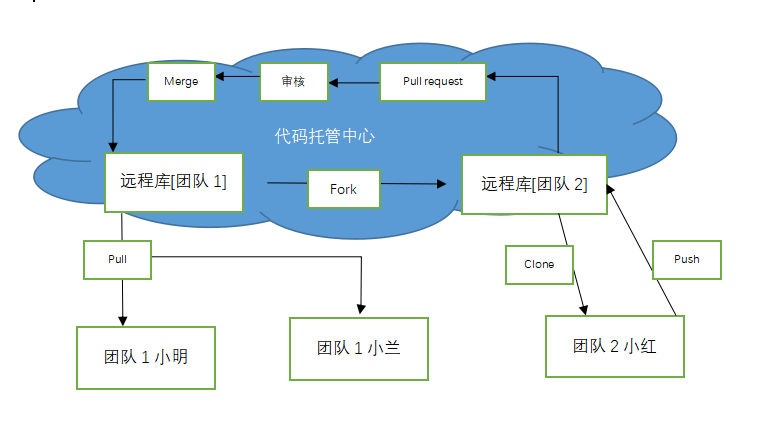 Merge
审核
Pull request
代码托管中心
远程库[团队1]
Fork
远程库[团队2]
Pull
Clone
Push
团队1小明
团队1小兰
团队2小红